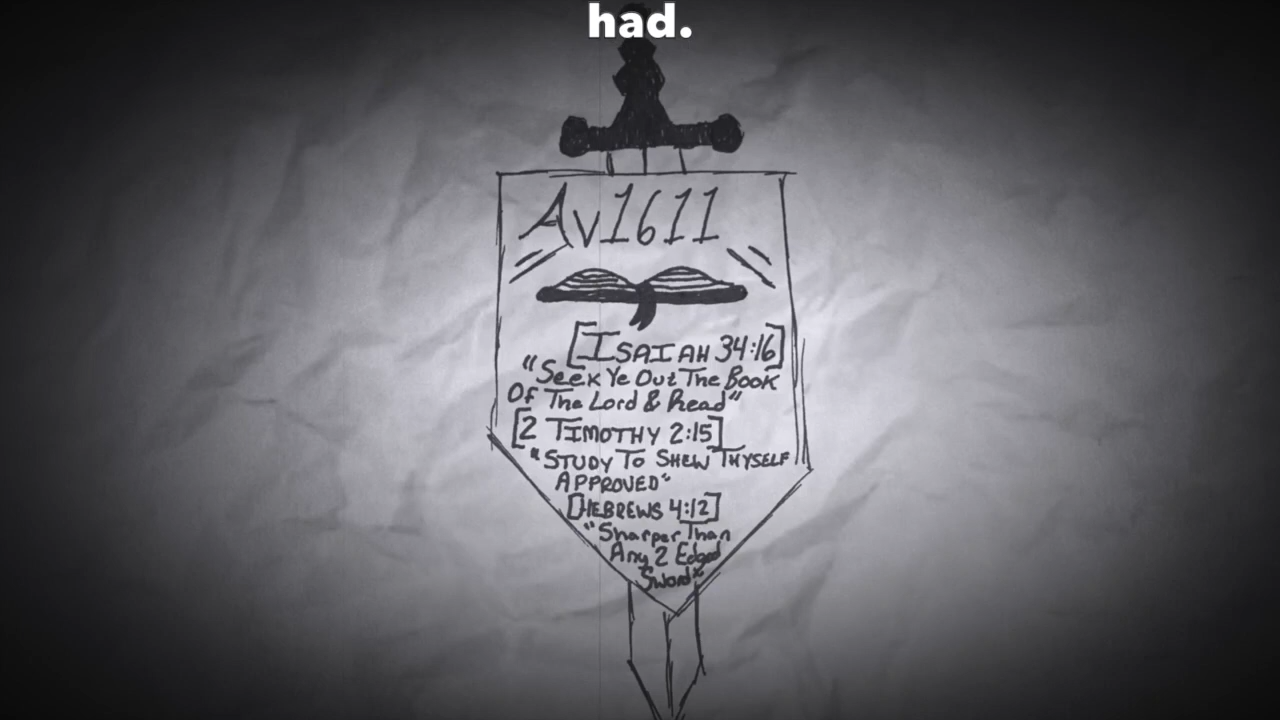 had.
Av1611
[ISAIAH 34:16]
"Seek Ye Out The Book
Of The Lord & Read"
[2 TIMOTHY 2:15]
"STUDY TO SHEW THYSELF
APPROVED"
[HEBREWS 4:12]
"Sharper Than
Any 2 Edged
Sword"